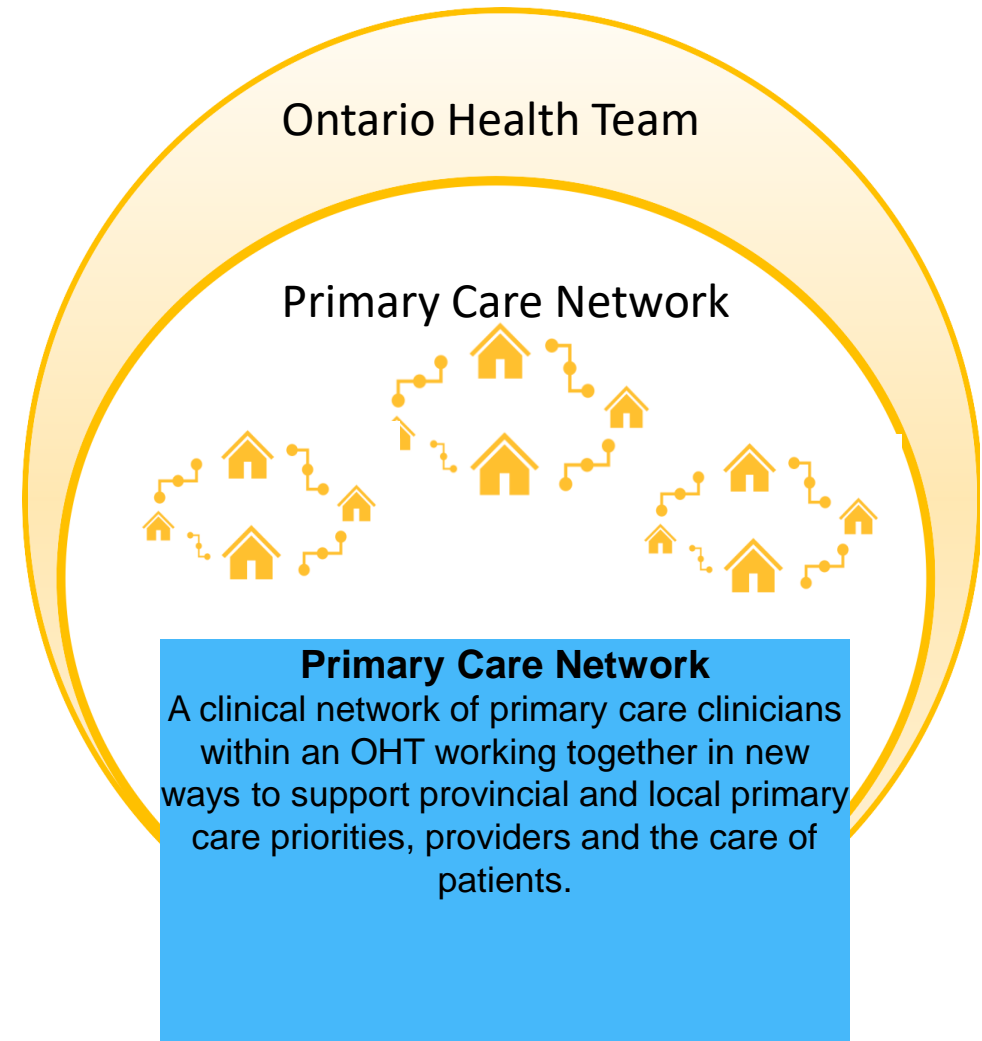 Ontario Health Team
Primary Care Network
Primary Care Network
A clinical network of primary care clinicians
within an OHT working together in new
ways to support provincial and local primary
care priorities, providers and the care of
patients.